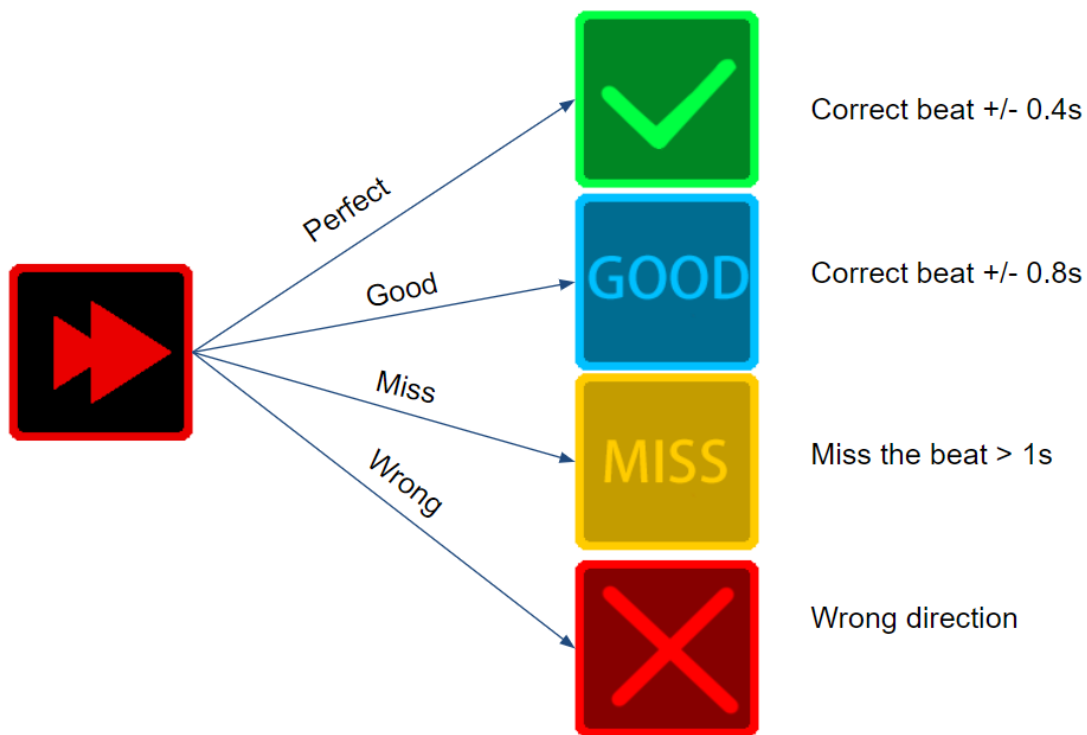 Perfect
Correct beat +/- 0.4s
Good
GOOD
Correct beat +/- 0.8s
Miss
MISS
Miss the beat > 1s
Wrong
Wrong direction